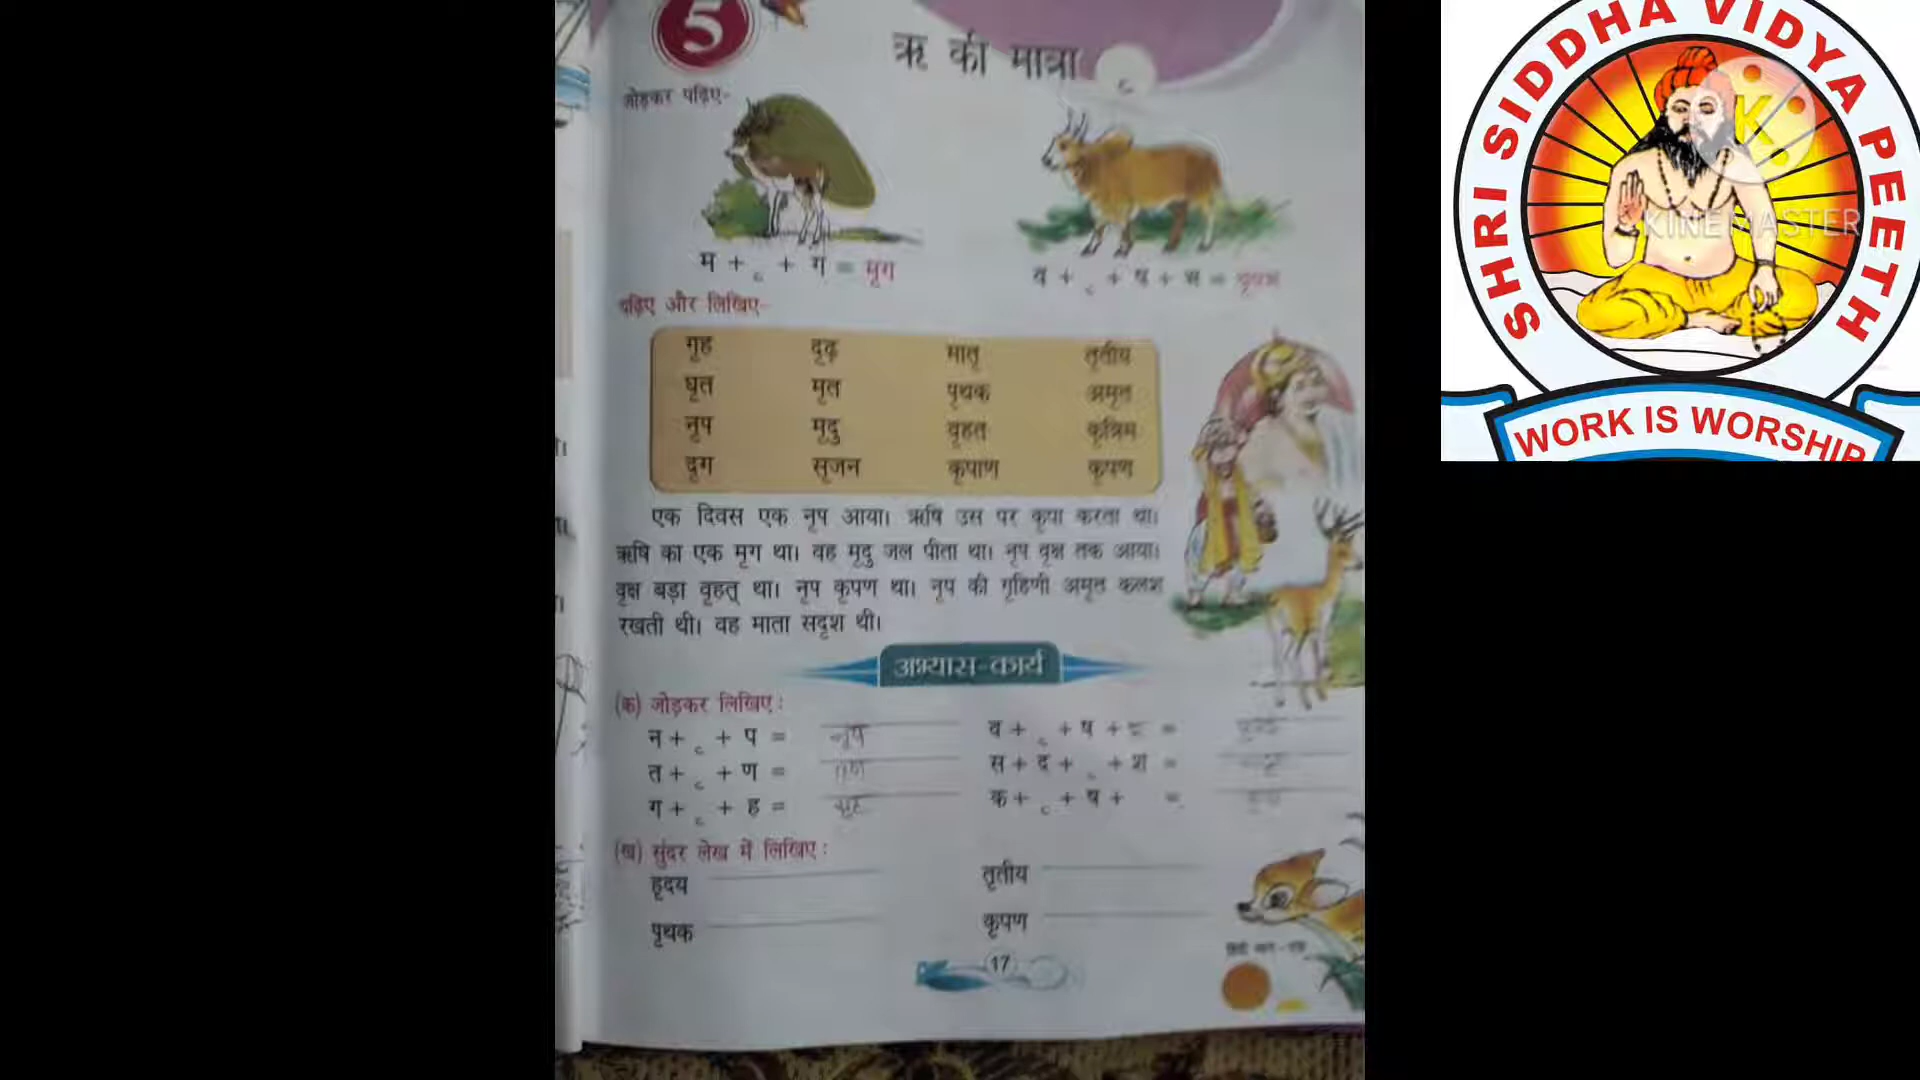 5
ऋ की मात्रा ृ
जोड़कर पढ़िए-
म + ृ + ग = मृग
व + ृ + ष + भ = वृषभ
पढ़िए और लिखिए-
गृह दृढ़ मातृ तृतीय
घृत मृत पृथक अमृत
नृप मृदु वृहत कृत्रिम
दृग सृजन कृपाण कृपण
एक दिवस एक नृप आया। ऋषि उस पर कृपा करता था।
ऋषि का एक मृग था। वह मृदु जल पीता था। नृप वृक्ष तक आया।
वृक्ष बड़ा वृहत् था। नृप कृपण था। नृप की गृहिणी अमृत कलश
रखती थी। वह माता सदृश थी।
अभ्यास-कार्य
(क) जोड़कर लिखिए :
न + ृ + प = नृप व + ृ + ष + =
त + ृ + ण = स + द + ृ + श =
ग + ृ + ह = गृह क + ृ + ष + =
(ख) सुंदर लेख में लिखिए :
हृदय तृतीय
पृथक कृपण
17
SHRI SIDDHA VIDYA PEETH
K
KINEMASTER
WORK IS WORSHIP